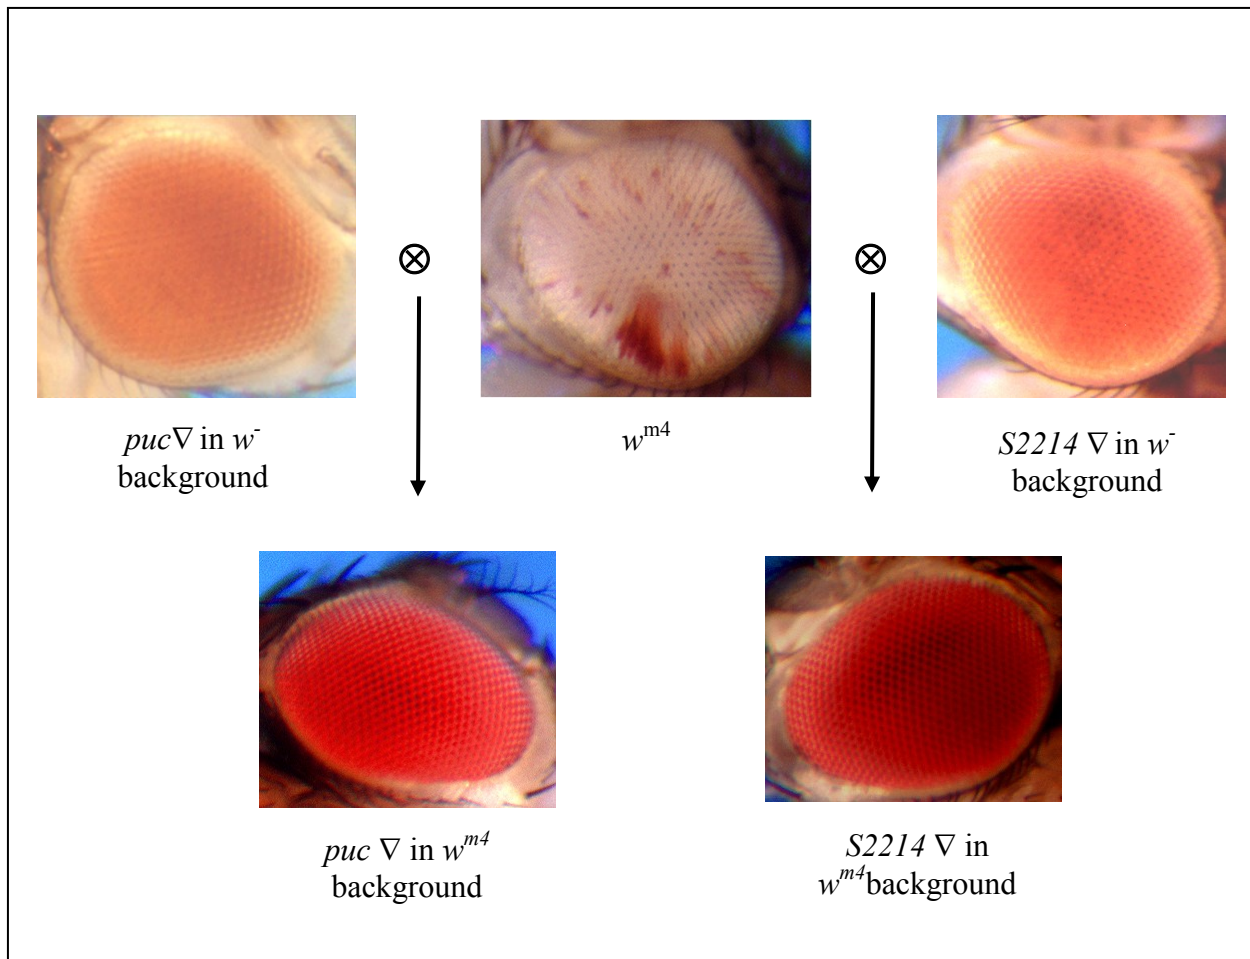 puc∇ in w⁻
background
wᵐ⁴
S2214 ∇ in w⁻
background
puc ∇ in wᵐ⁴
background
S2214 ∇ in
wᵐ⁴background